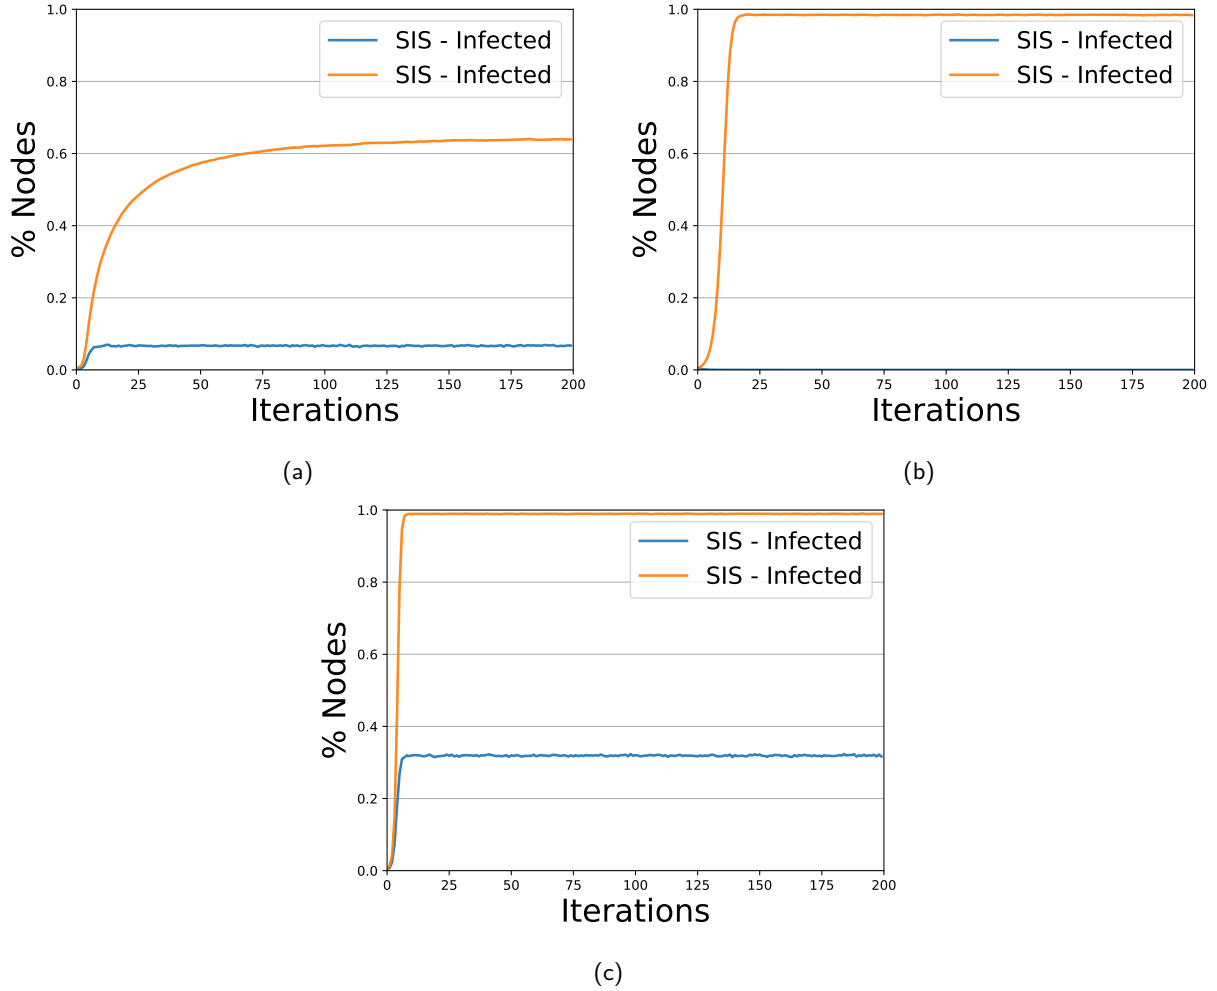 1.0
0.8
0.6
0.4
0.2
0.0
% Nodes
SIS - Infected
SIS - Infected
0 25 50 75 100 125 150 175 200
Iterations
(a)
1.0
0.8
0.6
0.4
0.2
0.0
% Nodes
SIS - Infected
SIS - Infected
0 25 50 75 100 125 150 175 200
Iterations
(b)
1.0
0.8
0.6
0.4
0.2
0.0
% Nodes
SIS - Infected
SIS - Infected
0 25 50 75 100 125 150 175 200
Iterations
(c)